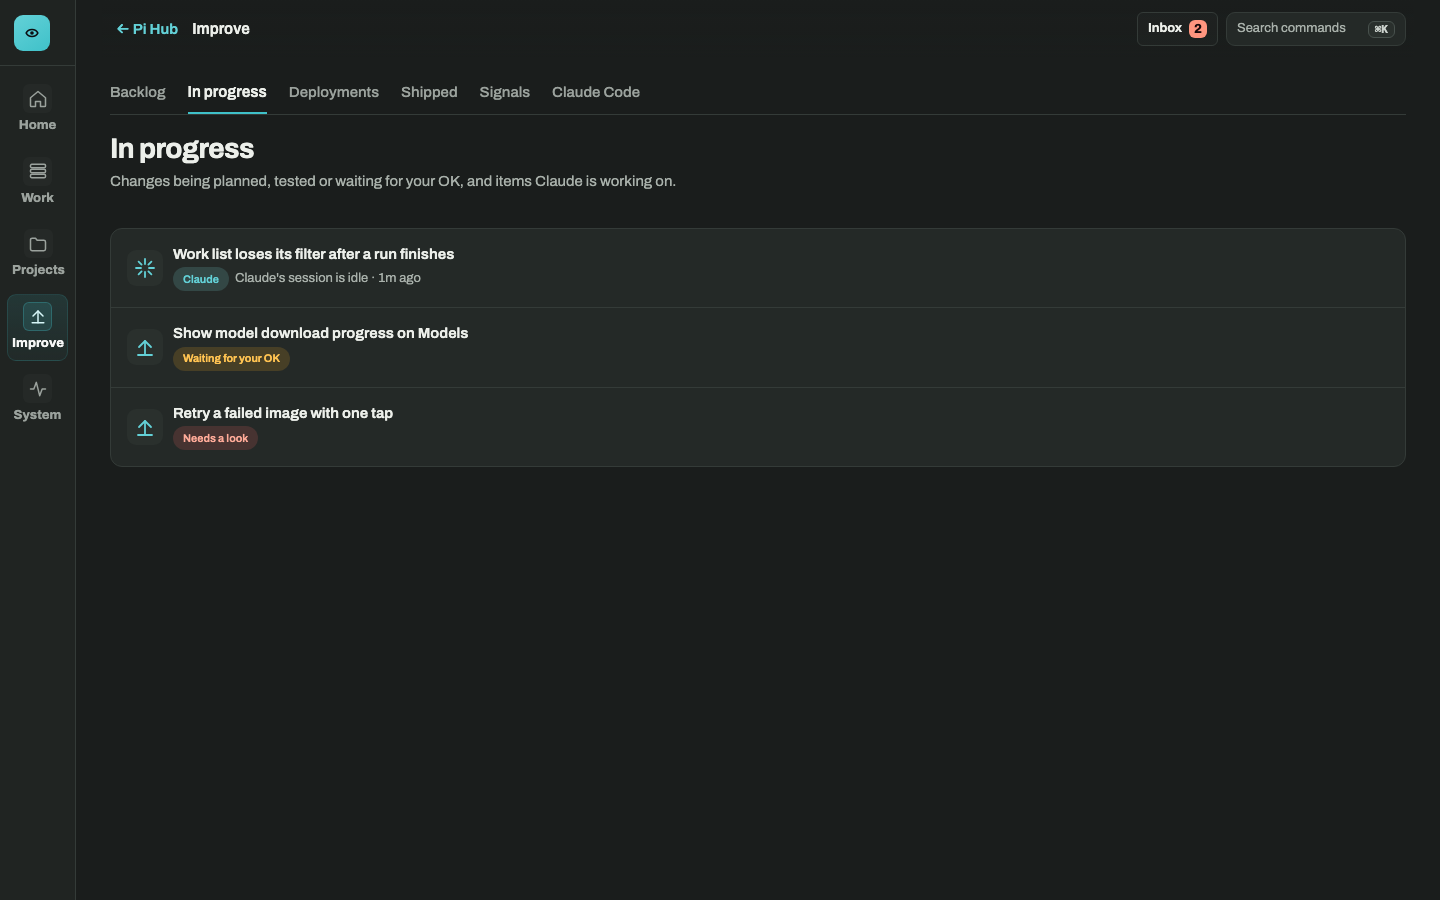 ← Pi Hub Improve
Inbox 2
Search commands ⌘K
Home
Work
Projects
Improve
System
Backlog In progress Deployments Shipped Signals Claude Code
In progress
Changes being planned, tested or waiting for your OK, and items Claude is working on.
Work list loses its filter after a run finishes
Claude Claude's session is idle · 1m ago
Show model download progress on Models
Waiting for your OK
Retry a failed image with one tap
Needs a look